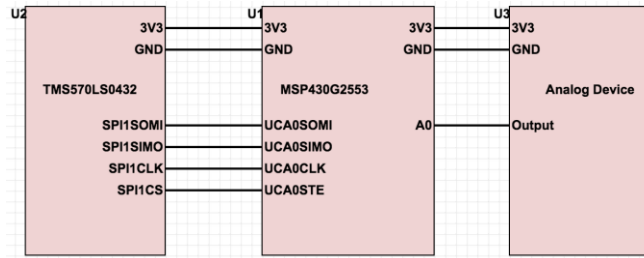 U2 U1 U3
3V3 3V3 3V3 3V3
GND GND GND GND
TMS570LS0432 MSP430G2553 Analog Device
SPI1SOMI UCA0SOMI A0 Output
SPI1SIMO UCA0SIMO
SPI1CLK UCA0CLK
SPI1CS UCA0STE